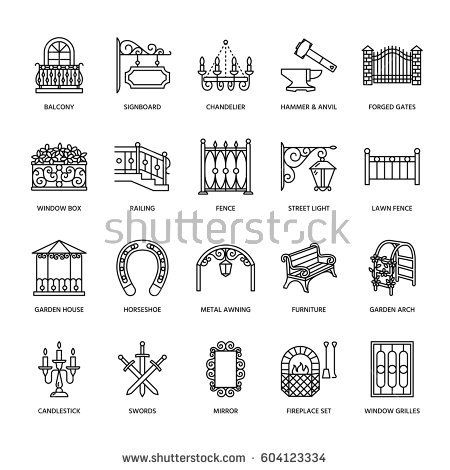 BALCONY
SIGNBOARD
CHANDELIER
HAMMER & ANVIL
FORGED GATES
WINDOW BOX
RAILING
FENCE
STREET LIGHT
LAWN FENCE
shutterstock
GARDEN HOUSE
HORSESHOE
METAL AWNING
FURNITURE
GARDEN ARCH
CANDLESTICK
SWORDS
MIRROR
FIREPLACE SET
WINDOW GRILLES
www.shutterstock.com · 604123334